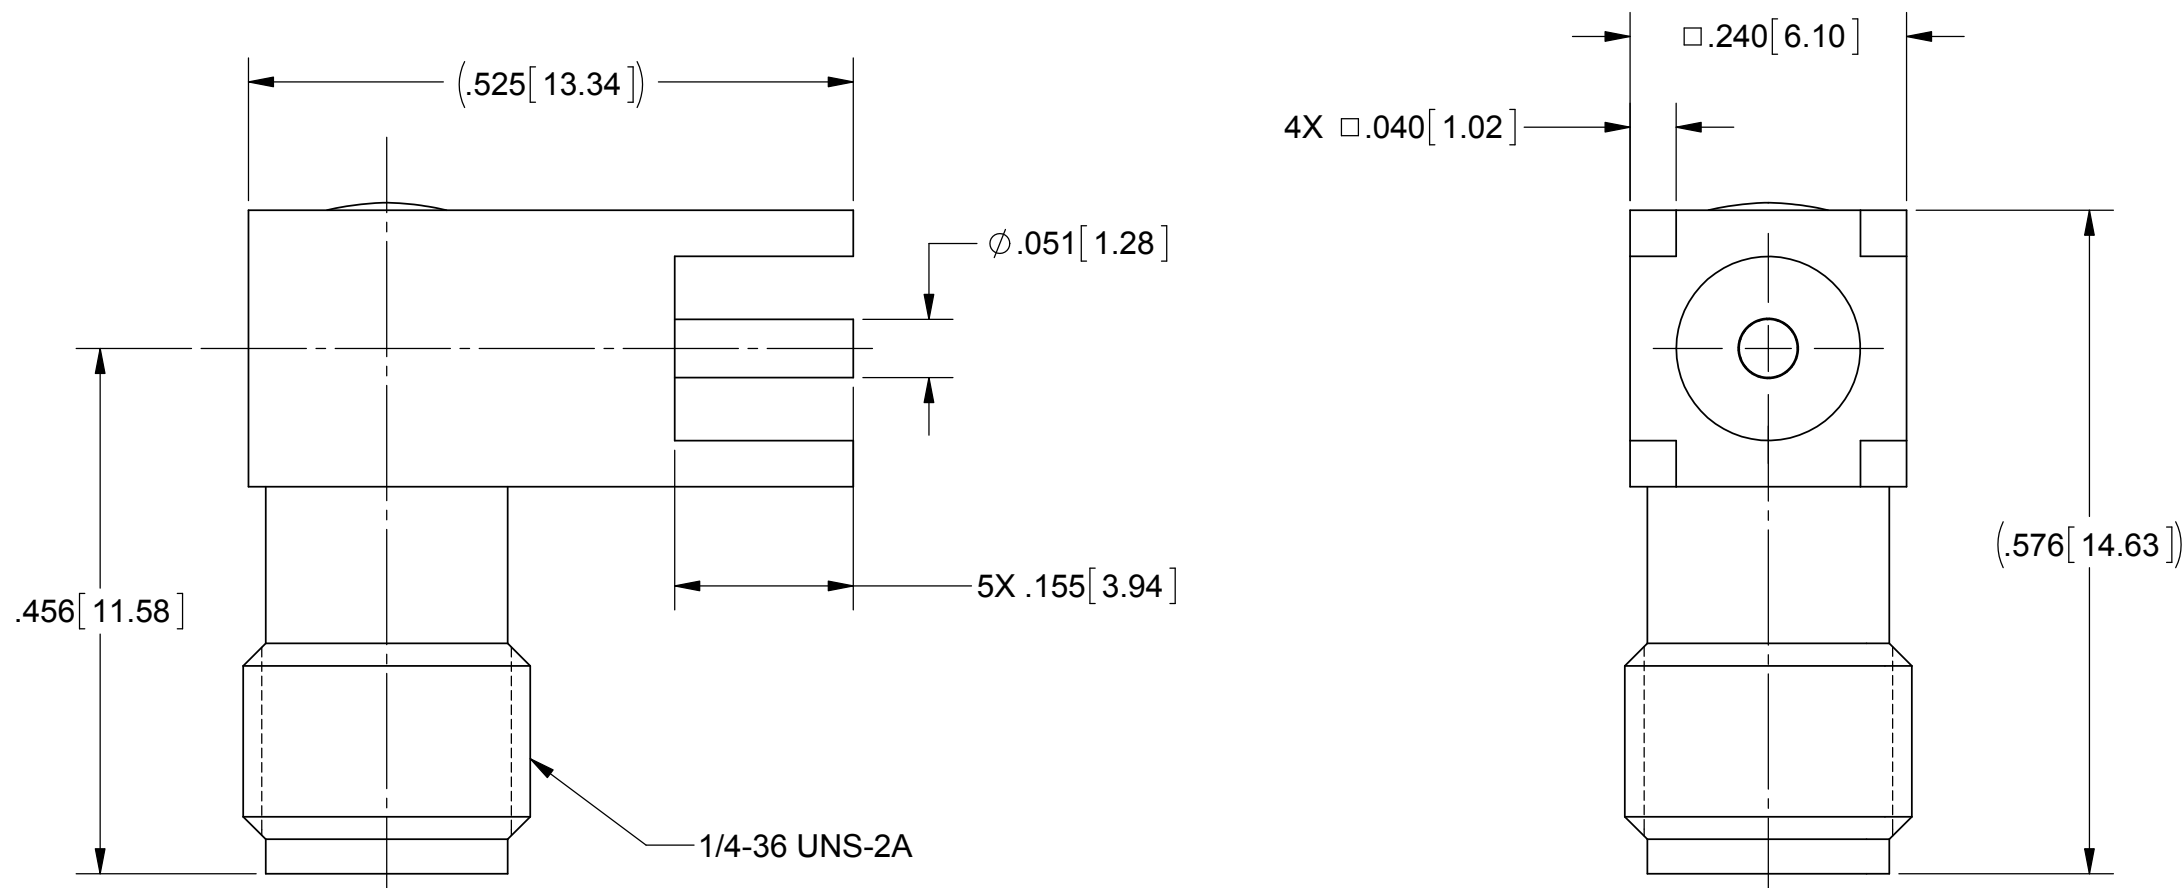 (.525[13.34])
□.240[6.10]
4X □.040[1.02]
⌀.051[1.28]
(.576[14.63])
5X .155[3.94]
.456[11.58]
1/4-36 UNS-2A